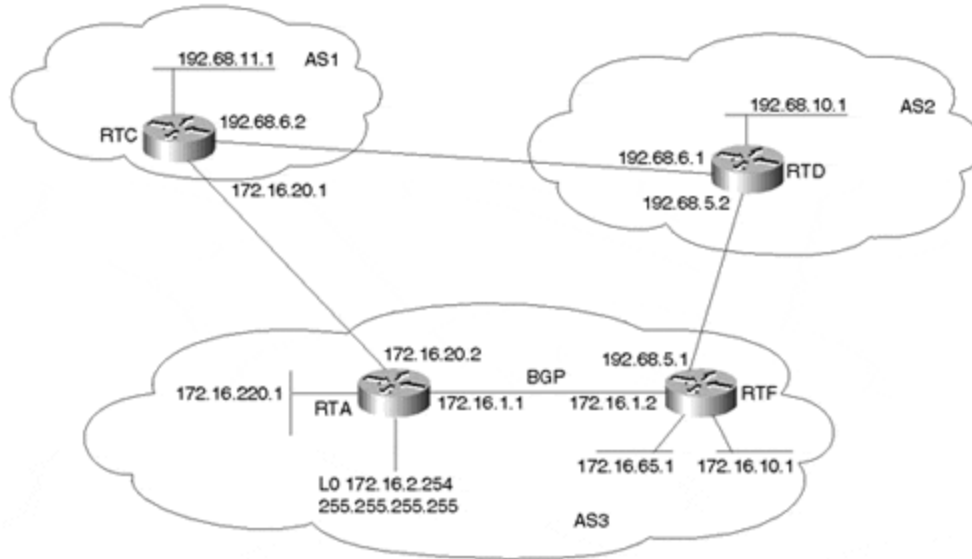 192.68.11.1
AS1
RTC
192.68.6.2
172.16.20.1
192.68.10.1
AS2
192.68.6.1
RTD
192.68.5.2
172.16.20.2
192.68.5.1
BGP
172.16.220.1
RTA
172.16.1.1
172.16.1.2
RTF
172.16.65.1
172.16.10.1
L0 172.16.2.254
255.255.255.255
AS3